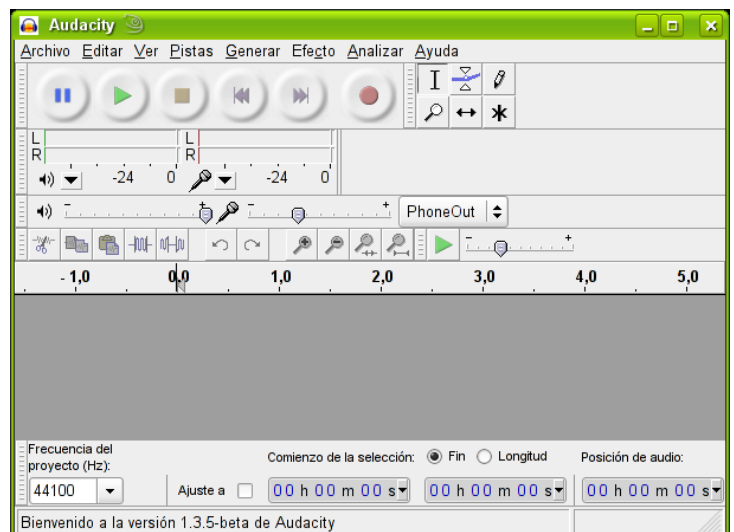 Audacity
Archivo Editar Ver Pistas Generar Efecto Analizar Ayuda
L L
R R
-24 0 -24 0
- + - + PhoneOut
- +
- 1,0 0,0 1,0 2,0 3,0 4,0 5,0
Frecuencia del
proyecto (Hz):
Comienzo de la selección: Fin Longitud Posición de audio:
44100 Ajuste a 00 h 00 m 00 s 00 h 00 m 00 s 00 h 00 m 00 s
Bienvenido a la versión 1.3.5-beta de Audacity